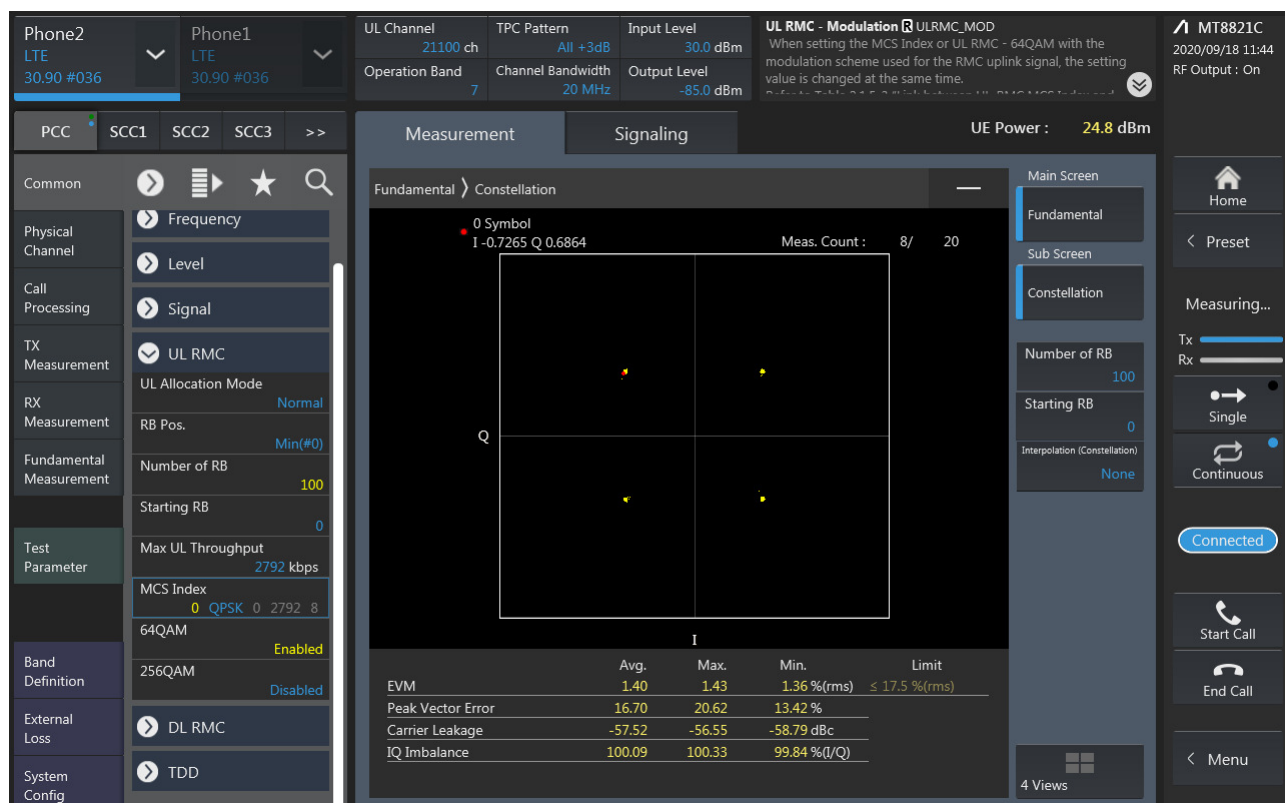 Phone2
LTE
30.90 #036
Phone1
LTE
30.90 #036
UL Channel
21100 ch
TPC Pattern
All +3dB
Input Level
30.0 dBm
Operation Band
7
Channel Bandwidth
20 MHz
Output Level
-85.0 dBm
UL RMC - Modulation R ULRMC_MOD
When setting the MCS Index or UL RMC - 64QAM with the
modulation scheme used for the RMC uplink signal, the setting
value is changed at the same time.
MT8821C
2020/09/18 11:44
RF Output : On
PCC SCC1 SCC2 SCC3 >>
Measurement
Signaling
UE Power : 24.8 dBm
Common
Physical
Channel
Call
Processing
TX
Measurement
RX
Measurement
Fundamental
Measurement
Test
Parameter
Band
Definition
External
Loss
System
Config
Frequency
Level
Signal
UL RMC
UL Allocation Mode
Normal
RB Pos.
Min(#0)
Number of RB
100
Starting RB
0
Max UL Throughput
2792 kbps
MCS Index
0 QPSK 0 2792 8
64QAM
Enabled
256QAM
Disabled
DL RMC
TDD
Fundamental 〉 Constellation
0 Symbol
I -0.7265 Q 0.6864
Meas. Count : 8/ 20
Q
I
Avg. Max. Min. Limit
EVM 1.40 1.43 1.36 %(rms) ≤ 17.5 %(rms)
Peak Vector Error 16.70 20.62 13.42 %
Carrier Leakage -57.52 -56.55 -58.79 dBc
IQ Imbalance 100.09 100.33 99.84 %(I/Q)
Main Screen
Fundamental
Sub Screen
Constellation
Number of RB
100
Starting RB
0
Interpolation (Constellation)
None
4 Views
Home
< Preset
Measuring...
Tx
Rx
Single
Continuous
Connected
Start Call
End Call
< Menu